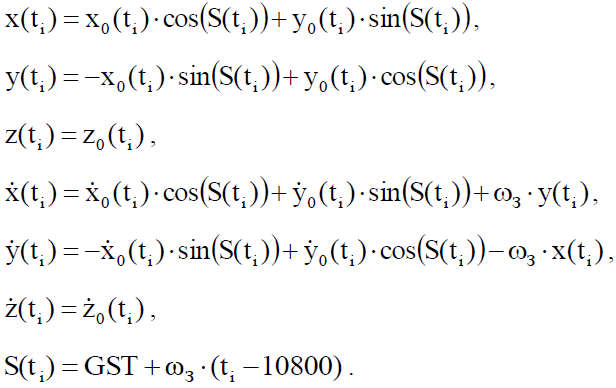 x(tᵢ) = x₀(tᵢ)·cos(S(tᵢ)) + y₀(tᵢ)·sin(S(tᵢ)),
y(tᵢ) = −x₀(tᵢ)·sin(S(tᵢ)) + y₀(tᵢ)·cos(S(tᵢ)),
z(tᵢ) = z₀(tᵢ),
ẋ(tᵢ) = ẋ₀(tᵢ)·cos(S(tᵢ)) + ẏ₀(tᵢ)·sin(S(tᵢ)) + ω₃·y(tᵢ),
ẏ(tᵢ) = −ẋ₀(tᵢ)·sin(S(tᵢ)) + ẏ₀(tᵢ)·cos(S(tᵢ)) − ω₃·x(tᵢ),
ż(tᵢ) = ż₀(tᵢ),
S(tᵢ) = GST + ω₃·(tᵢ − 10800).